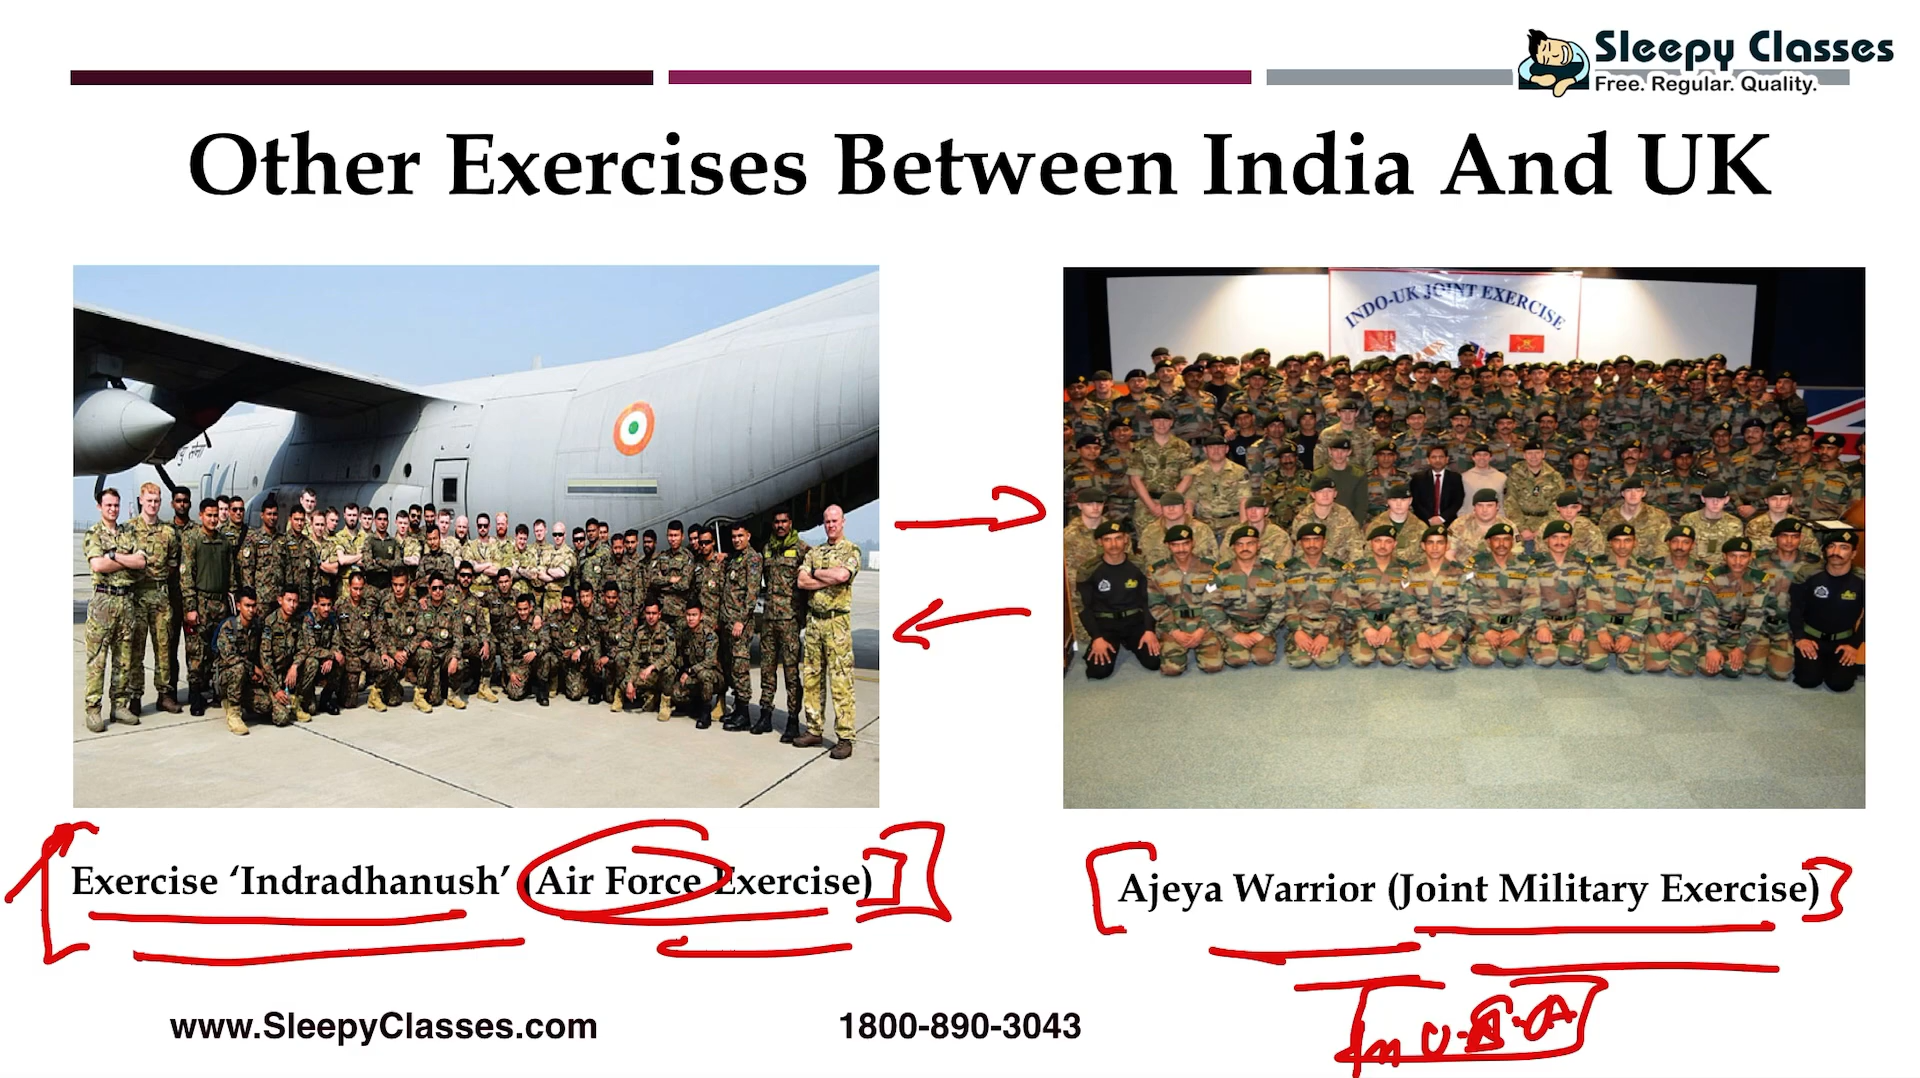 Sleepy Classes
Free. Regular. Quality.
Other Exercises Between India And UK
INDO-UK JOINT EXERCISE
Exercise ‘Indradhanush’ (Air Force Exercise)
Ajeya Warrior (Joint Military Exercise)
www.SleepyClasses.com
1800-890-3043